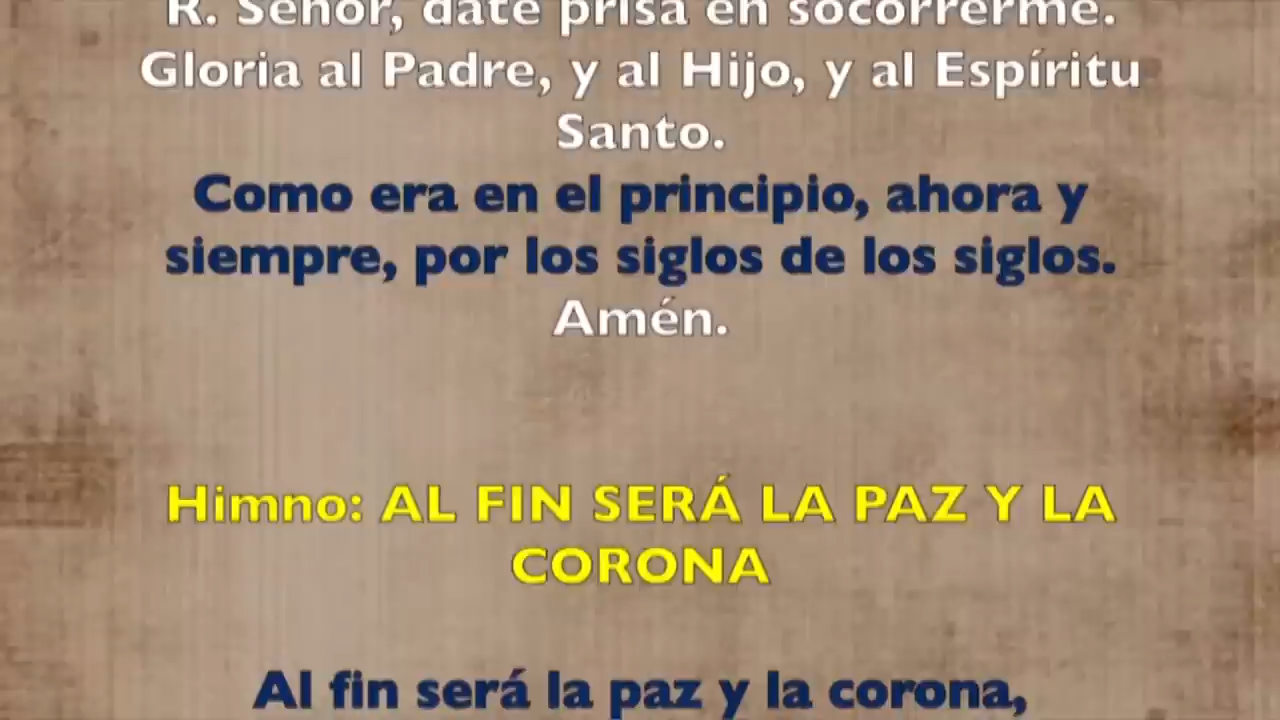 R. Señor, date prisa en socorrerme.
Gloria al Padre, y al Hijo, y al Espíritu
Santo.
Como era en el principio, ahora y
siempre, por los siglos de los siglos.
Amén.
Himno: AL FIN SERÁ LA PAZ Y LA
CORONA
Al fin será la paz y la corona,